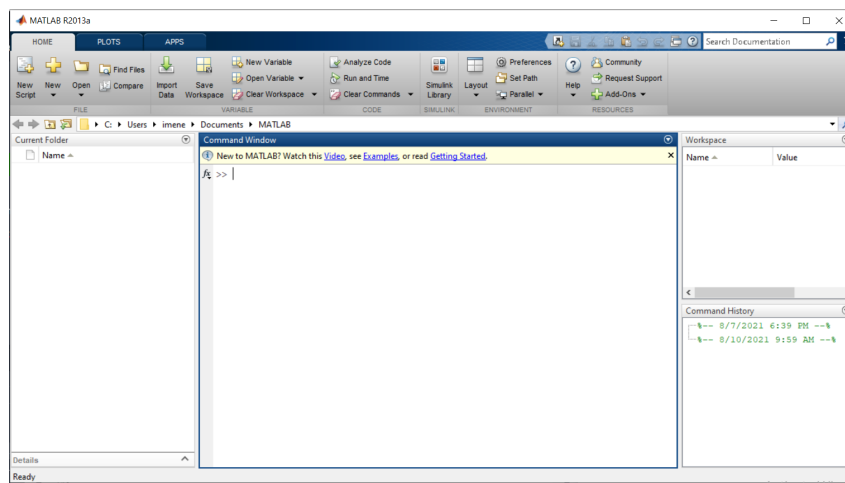 MATLAB R2013a
HOME PLOTS APPS
Search Documentation
New Script
New
Open
Find Files
Compare
Import Data
Save Workspace
New Variable
Open Variable
Clear Workspace
Analyze Code
Run and Time
Clear Commands
Simulink Library
Layout
Preferences
Set Path
Parallel
Help
Community
Request Support
Add-Ons
FILE VARIABLE CODE SIMULINK ENVIRONMENT RESOURCES
C: Users imene Documents MATLAB
Current Folder
Name
Details
Command Window
New to MATLAB? Watch this Video, see Examples, or read Getting Started.
fx >>
Workspace
Name Value
Command History
%-- 8/7/2021 6:39 PM --%
%-- 8/10/2021 9:59 AM --%
Ready